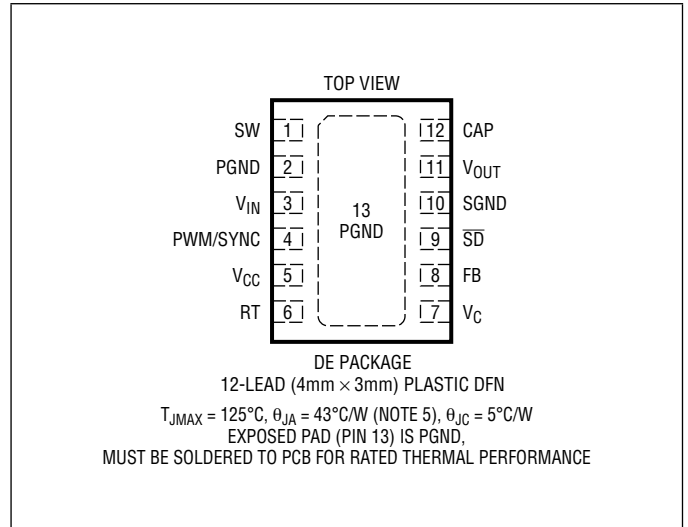 TOP VIEW
SW 1 12 CAP
PGND 2 11 VOUT
VIN 3 10 SGND
13
PGND
PWM/SYNC 4 9 S̅D̅
VCC 5 8 FB
RT 6 7 VC
DE PACKAGE
12-LEAD (4mm × 3mm) PLASTIC DFN
TJMAX = 125°C, θJA = 43°C/W (NOTE 5), θJC = 5°C/W
EXPOSED PAD (PIN 13) IS PGND,
MUST BE SOLDERED TO PCB FOR RATED THERMAL PERFORMANCE